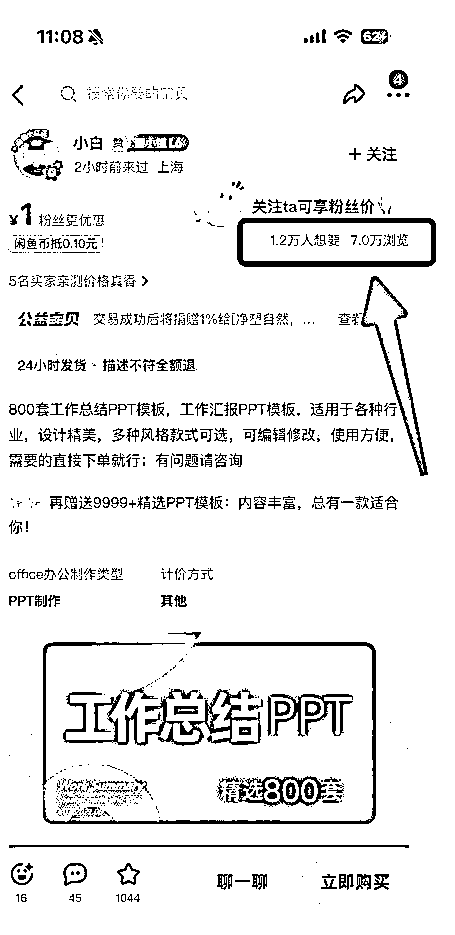 11:08
62
4
小白
2小时前来过 上海
+ 关注
关注ta可享粉丝价
¥1 粉丝更优惠
1.2万人想要 7.0万浏览
闲鱼币抵0.10元
5名买家亲测价格真香 >
公益宝贝 交易成功后将捐赠1%给[净塑自然, ... 查看
24小时发货 · 描述不符全额退
800套工作总结PPT模板，工作汇报PPT模板，适用于各种行
业，设计精美，多种风格款式可选，可编辑修改，使用方便，
需要的直接下单就行；有问题请咨询
再赠送9999+精选PPT模板：内容丰富，总有一款适合
你！
office办公制作类型 计价方式
PPT制作 其他
工作总结PPT
精选800套
16 45 1044
聊一聊 立即购买